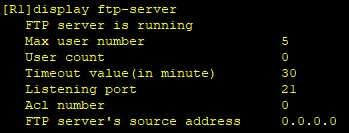 [R1]display ftp-server
FTP server is running
Max user number 5
User count 0
Timeout value(in minute) 30
Listening port 21
Acl number 0
FTP server's source address 0.0.0.0